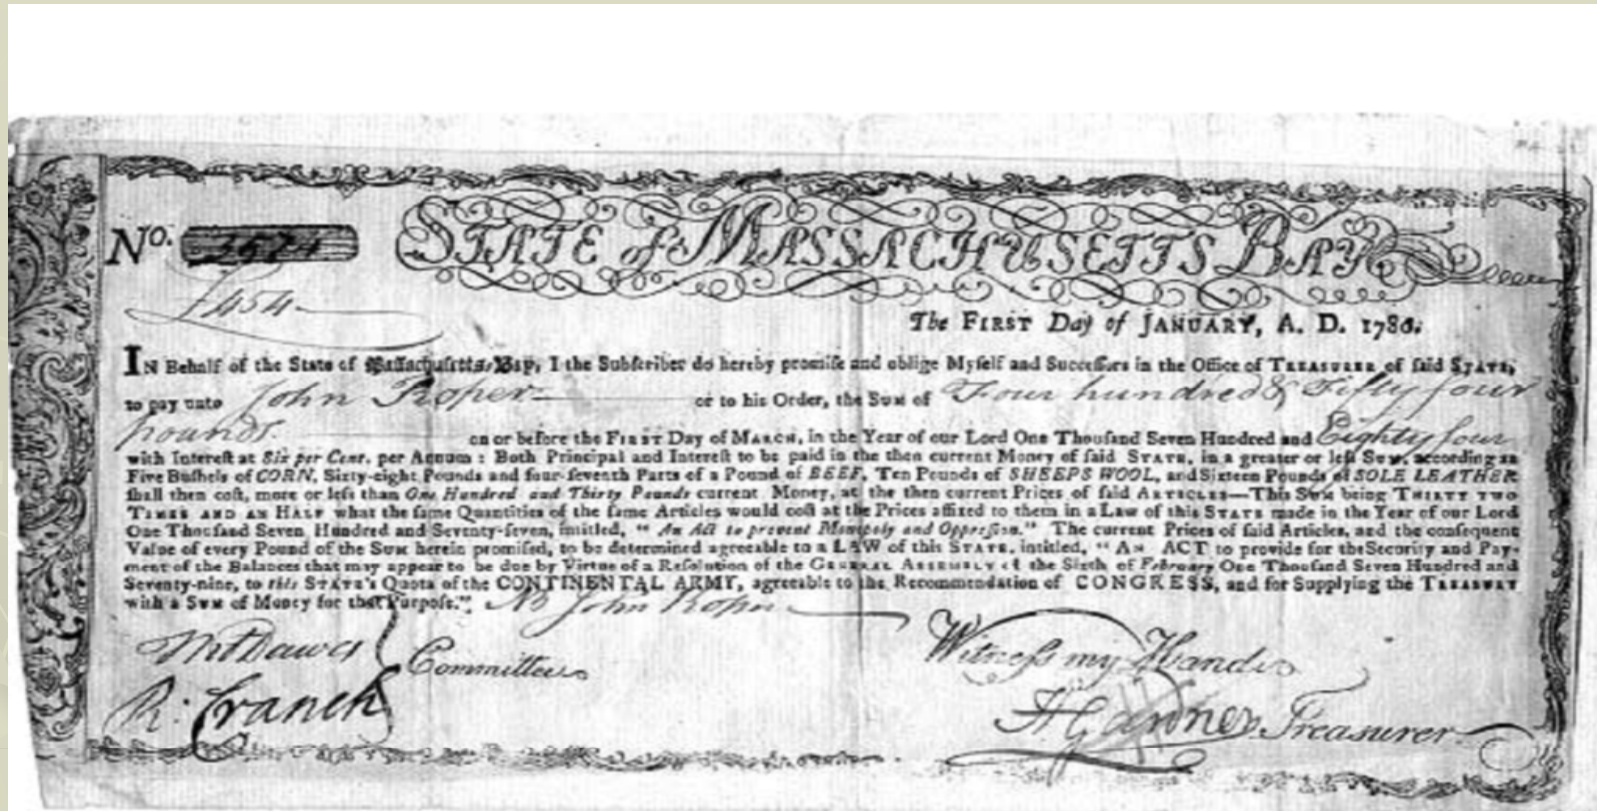 No.
STATE of MASSACHUSETTS BAY
£454
The FIRST Day of JANUARY, A. D. 1780.
IN Behalf of the State of Massachusetts-Bay, I the Subscriber do hereby promise and oblige Myself and Successors in the Office of TREASURER of said STATE,
to pay unto John Roper or to his Order, the Sum of Four hundred & Fifty four
pounds. on or before the FIRST Day of MARCH, in the Year of our Lord One Thousand Seven Hundred and Eighty four
with Interest at Six per Cent. per Annum: Both Principal and Interest to be paid in the then current Money of said STATE, in a greater or less SUM, according as
Five Bushels of CORN, Sixty-eight Pounds and four-seventh Parts of a Pound of BEEF, Ten Pounds of SHEEPS WOOL, and Sixteen Pounds of SOLE LEATHER
shall then cost, more or less than One Hundred and Thirty Pounds current Money, at the then current Prices of said ARTICLES—This SUM being THIRTY TWO
TIMES AND AN HALF what the same Quantities of the same Articles would cost at the Prices affixed to them in a Law of this STATE made in the Year of our Lord
One Thousand Seven Hundred and Seventy-seven, intitled, "An Act to prevent Monopoly and Oppression." The current Prices of said Articles, and the consequent
Value of every Pound of the SUM herein promised, to be determined agreeable to a LAW of this STATE, intitled, "AN ACT to provide for the Security and Pay-
ment of the Balances that may appear to be due by Virtue of a Resolution of the GENERAL ASSEMBLY of the Sixth of February One Thousand Seven Hundred and
Seventy-nine, to this STATE's Quota of the CONTINENTAL ARMY, agreeable to the Recommendation of CONGRESS, and for Supplying the TREASURY
with a SUM of Money for that Purpose." John Roper
Dawes Committee Witness my Hand
R: Cranch H Gardner Treasurer